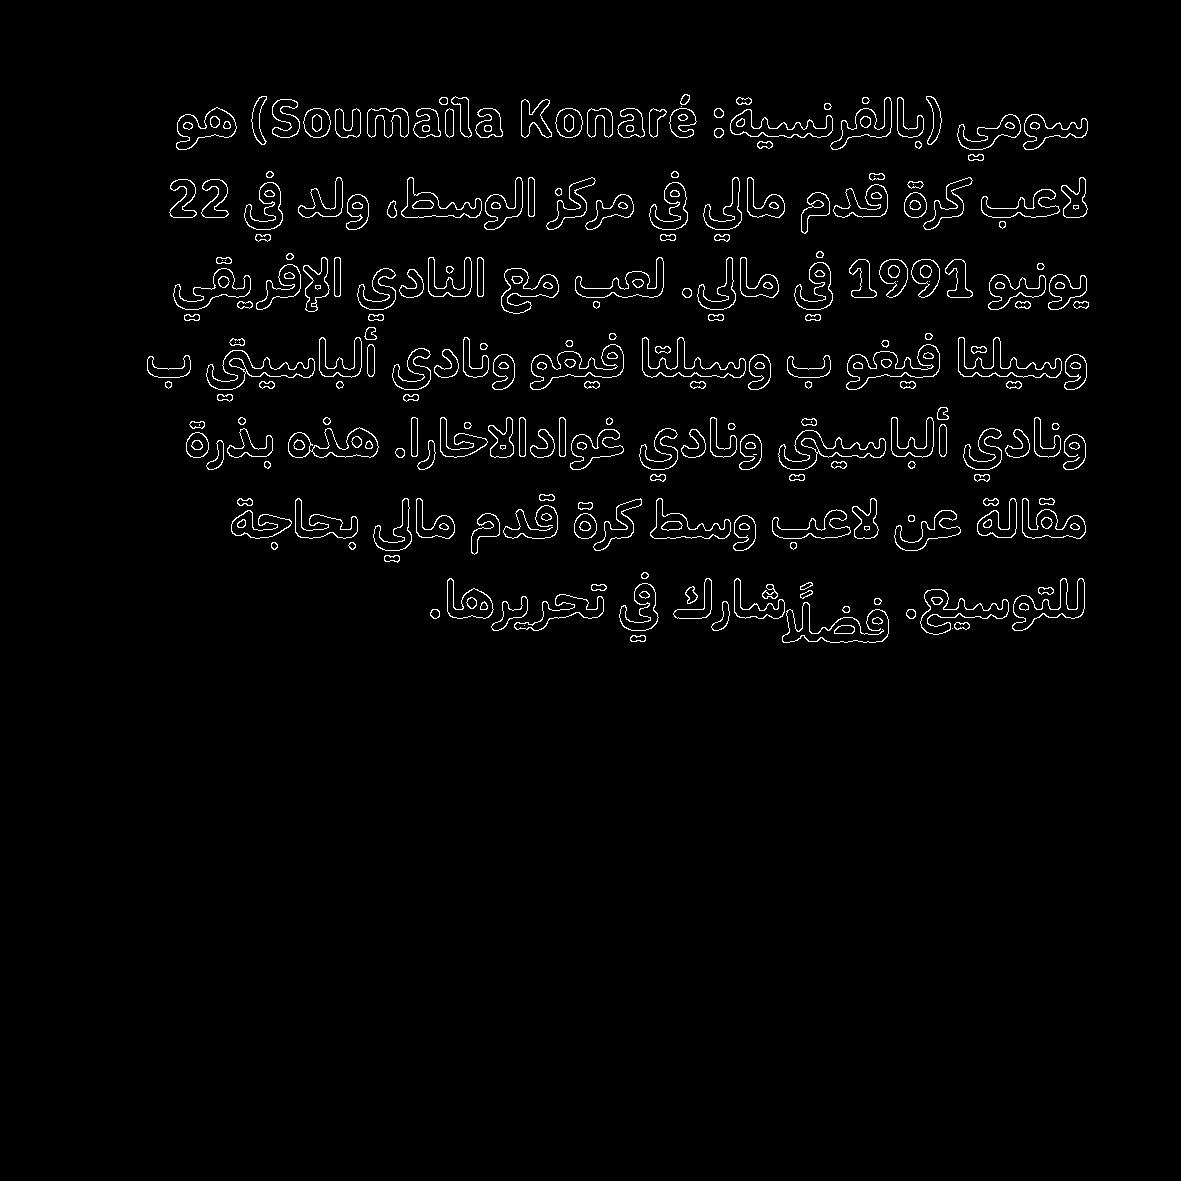 سومي (بالفرنسية: Soumaïla Konaré) هو
لاعب كرة قدم مالي في مركز الوسط، ولد في 22
يونيو 1991 في مالي. لعب مع النادي الإفريقي
وسيلتا فيغو ب وسيلتا فيغو ونادي ألباسيتي ب
ونادي ألباسيتي ونادي غوادالاخارا. هذه بذرة
مقالة عن لاعب وسط كرة قدم مالي بحاجة
للتوسيع. فضلًا شارك في تحريرها.